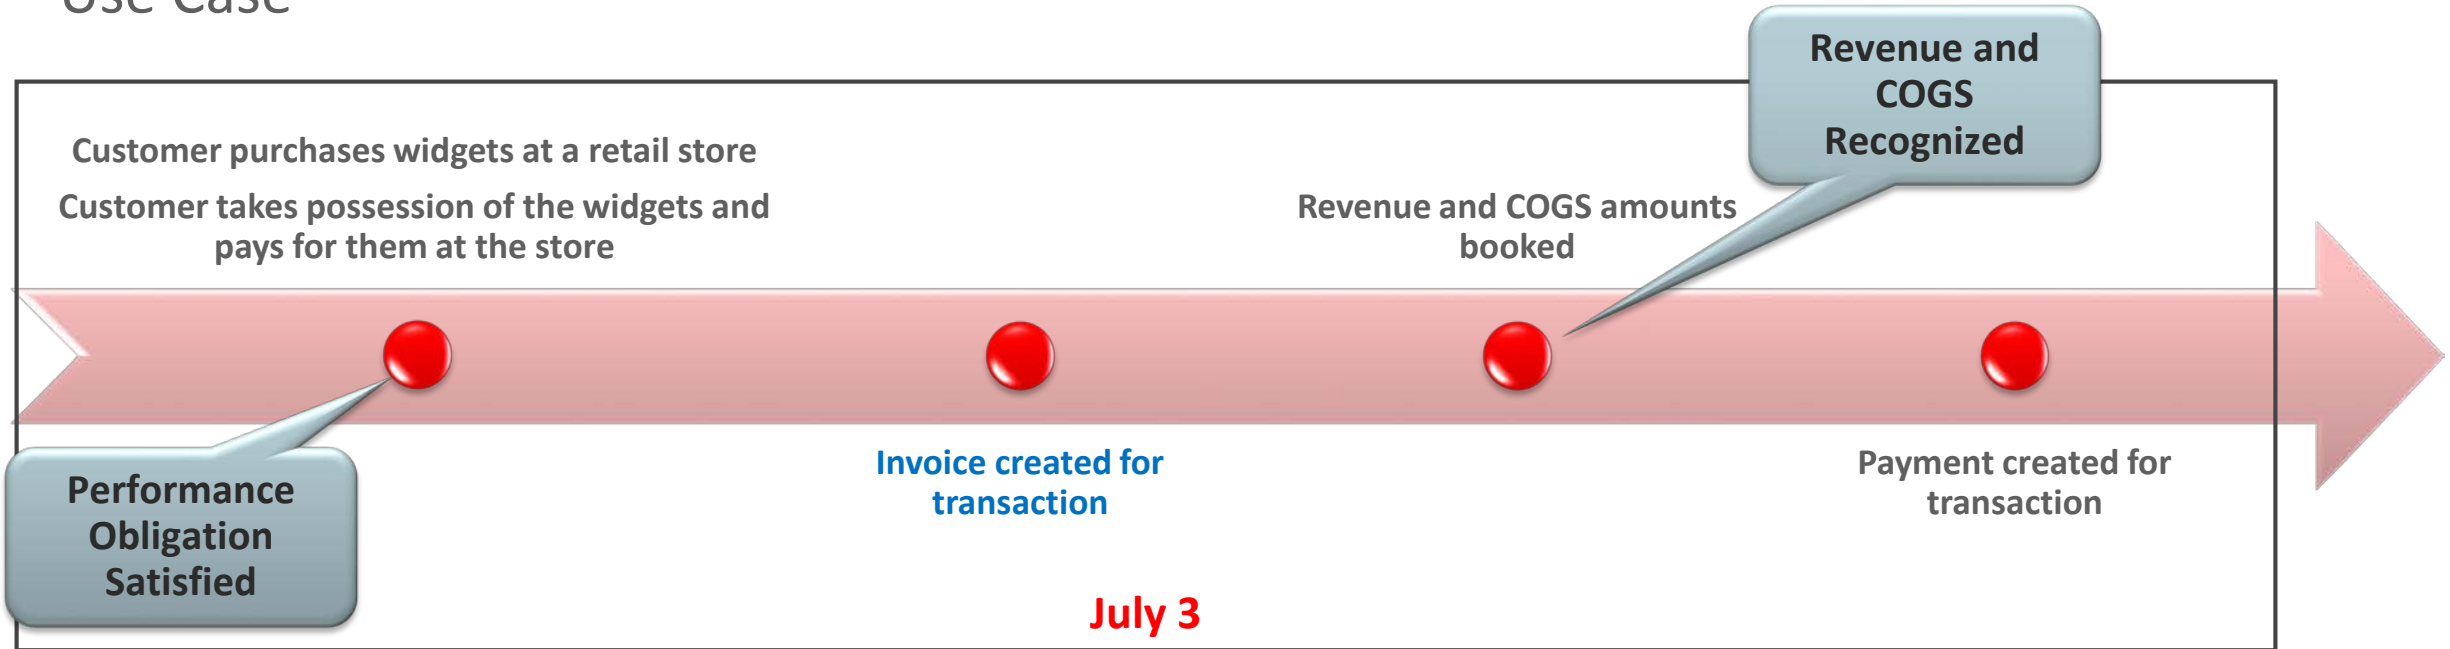 Use Case
Revenue and
COGS
Recognized
Customer purchases widgets at a retail store
Customer takes possession of the widgets and
pays for them at the store
Revenue and COGS amounts
booked
Performance
Obligation
Satisfied
Invoice created for
transaction
Payment created for
transaction
July 3